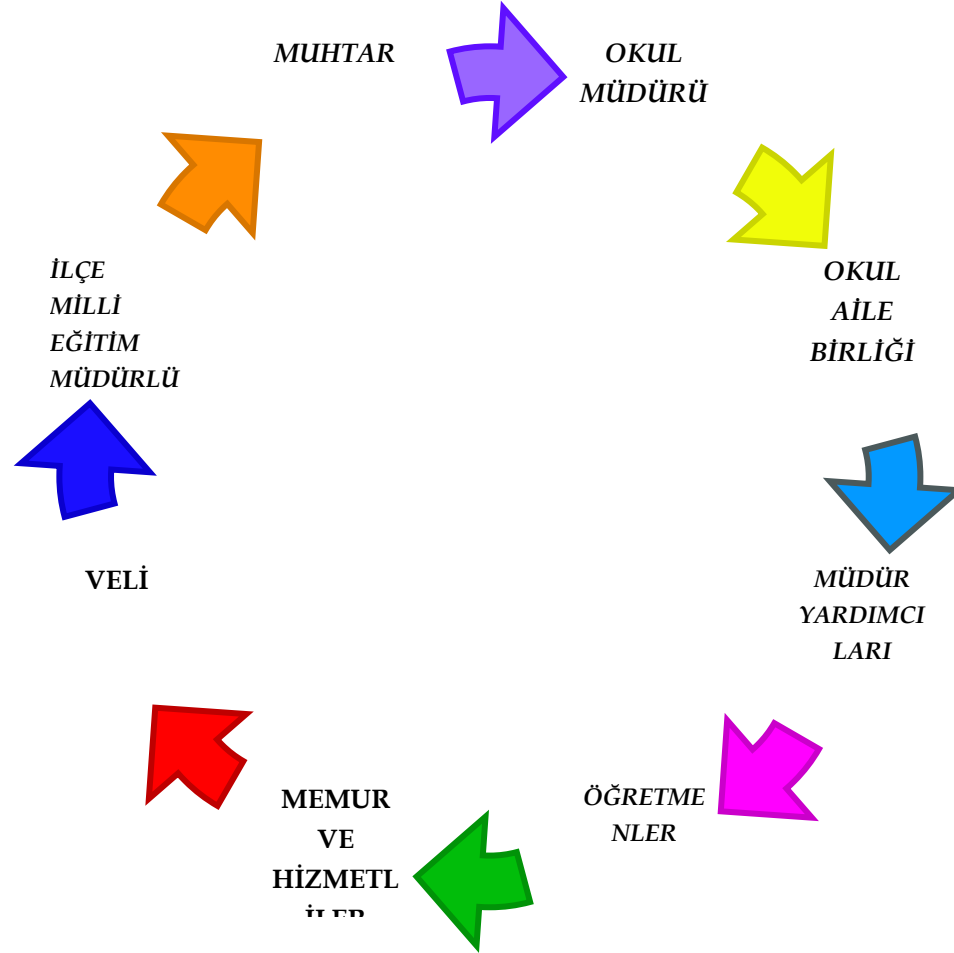 MUHTAR
OKUL
MÜDÜRÜ
OKUL
AİLE
BİRLİĞİ
MÜDÜR
YARDIMCI
LARI
ÖĞRETME
NLER
MEMUR
VE
HİZMETL
İLER
VELİ
İLÇE
MİLLİ
EĞİTİM
MÜDÜRLÜ